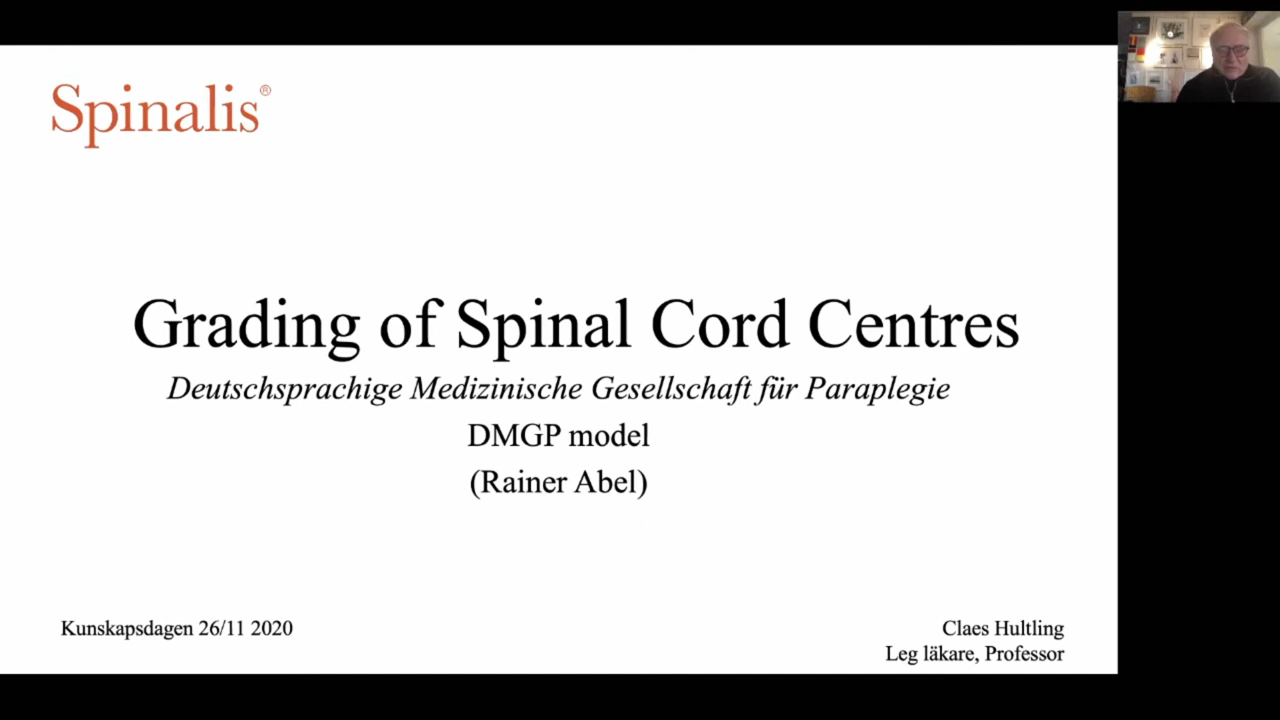 Spinalis®
Grading of Spinal Cord Centres
Deutschsprachige Medizinische Gesellschaft für Paraplegie
DMGP model
(Rainer Abel)
Kunskapsdagen 26/11 2020
Claes Hultling
Leg läkare, Professor